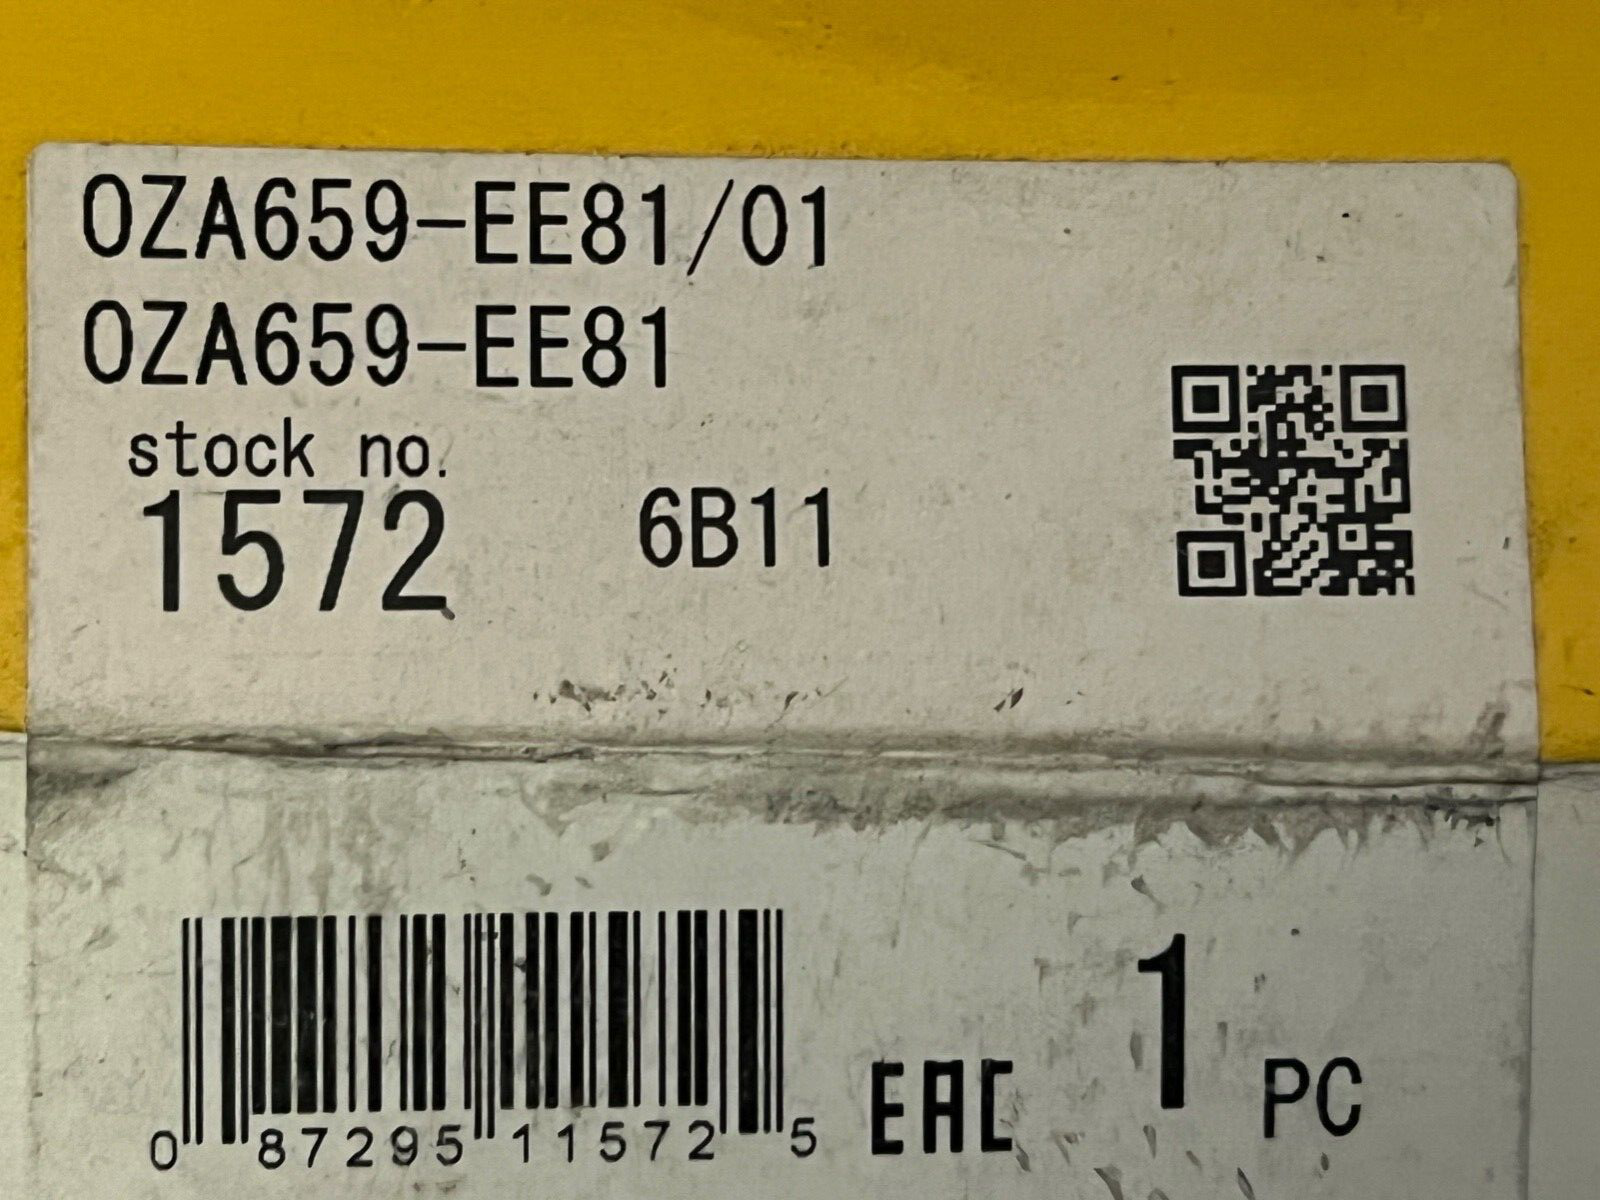 OZA659-EE81/01
OZA659-EE81
stock no.
1572 6B11
0 87295 11572 5
EAC 1 PC